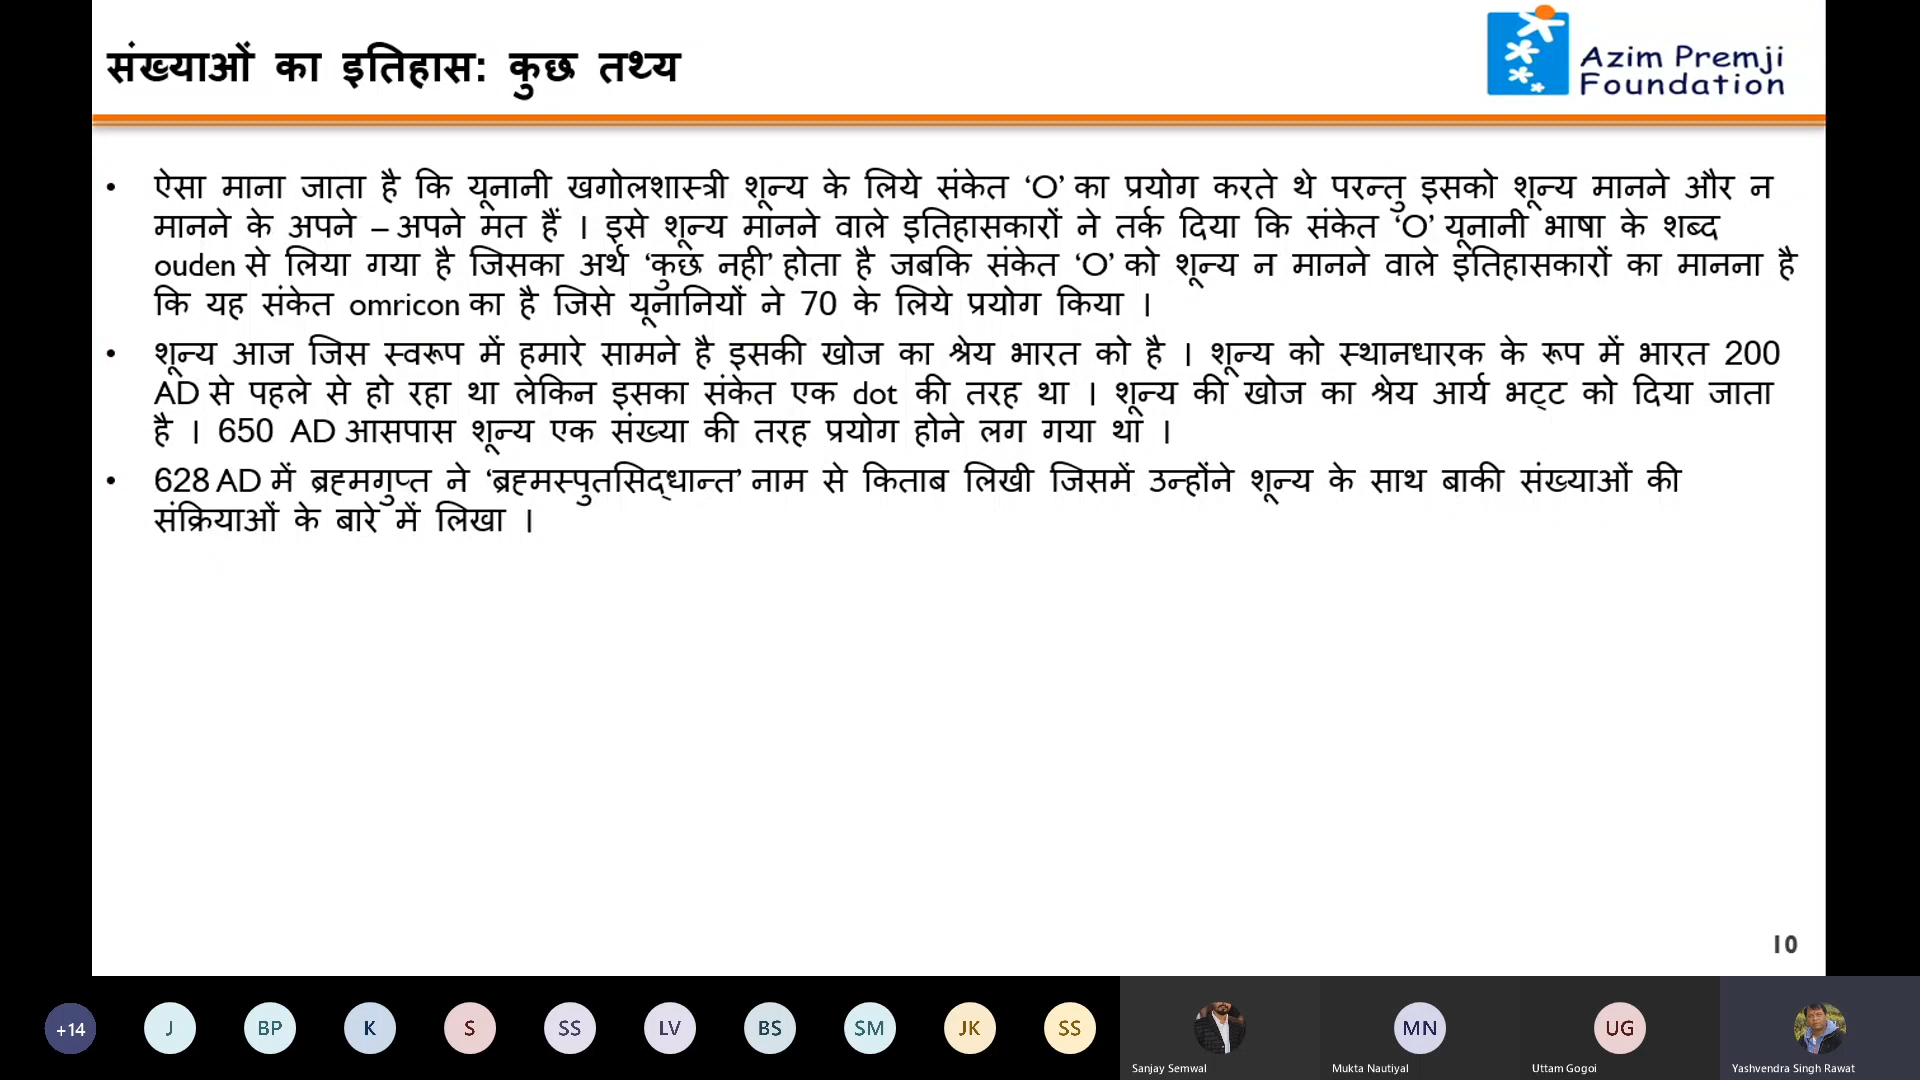 संख्याओं का इतिहास: कुछ तथ्य
Azim Premji
Foundation
• ऐसा माना जाता है कि यूनानी खगोलशास्त्री शून्य के लिये संकेत ‘O’ का प्रयोग करते थे परन्तु इसको शून्य मानने और न
मानने के अपने – अपने मत हैं । इसे शून्य मानने वाले इतिहासकारों ने तर्क दिया कि संकेत ‘O’ यूनानी भाषा के शब्द
ouden से लिया गया है जिसका अर्थ ‘कुछ नही’ होता है जबकि संकेत ‘O’ को शून्य न मानने वाले इतिहासकारों का मानना है
कि यह संकेत omricon का है जिसे यूनानियों ने 70 के लिये प्रयोग किया ।
• शून्य आज जिस स्वरूप में हमारे सामने है इसकी खोज का श्रेय भारत को है । शून्य को स्थानधारक के रूप में भारत 200
AD से पहले से हो रहा था लेकिन इसका संकेत एक dot की तरह था । शून्य की खोज का श्रेय आर्य भट्ट को दिया जाता
है । 650 AD आसपास शून्य एक संख्या की तरह प्रयोग होने लग गया था ।
• 628 AD में ब्रह्मगुप्त ने ‘ब्रह्मस्पुतसिद्धान्त’ नाम से किताब लिखी जिसमें उन्होंने शून्य के साथ बाकी संख्याओं की
संक्रियाओं के बारे में लिखा ।
10
+14 J BP K S SS LV BS SM JK SS MN UG
Sanjay Semwal Mukta Nautiyal Uttam Gogoi Yashvendra Singh Rawat